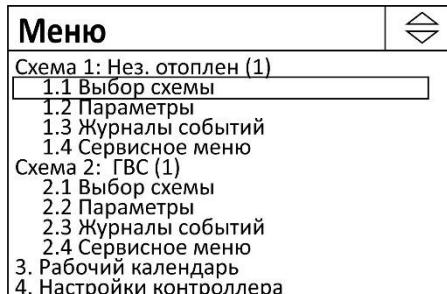 Меню
Схема 1: Нез. отоплен (1)
1.1 Выбор схемы
1.2 Параметры
1.3 Журналы событий
1.4 Сервисное меню
Схема 2: ГВС (1)
2.1 Выбор схемы
2.2 Параметры
2.3 Журналы событий
2.4 Сервисное меню
3. Рабочий календарь
4. Настройки контроллера